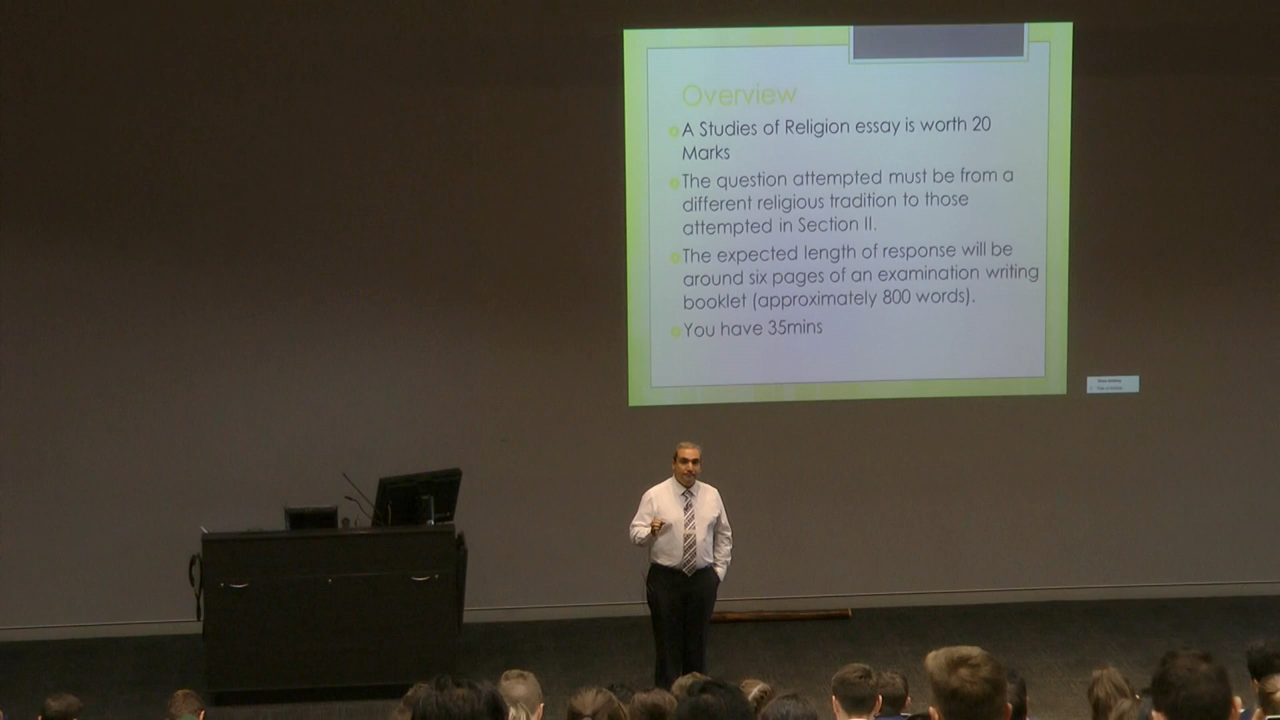 Overview
A Studies of Religion essay is worth 20
Marks
The question attempted must be from a
different religious tradition to those
attempted in Section II.
The expected length of response will be
around six pages of an examination writing
booklet (approximately 800 words).
You have 35mins